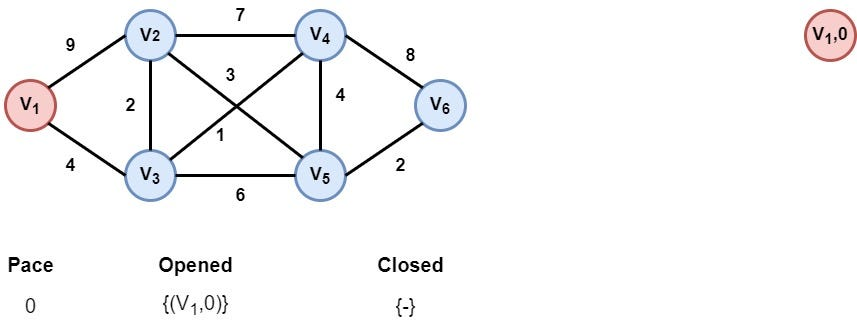 7
V2
V4
V1,0
9
8
3
V1
2
4
V6
1
4
2
V3
V5
6
Pace Opened Closed
0 {(V1,0)} {-}